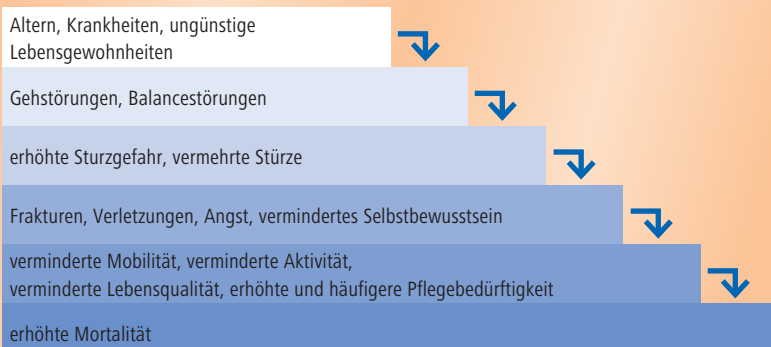 Altern, Krankheiten, ungünstige
Lebensgewohnheiten
Gehstörungen, Balancestörungen
erhöhte Sturzgefahr, vermehrte Stürze
Frakturen, Verletzungen, Angst, vermindertes Selbstbewusstsein
verminderte Mobilität, verminderte Aktivität,
verminderte Lebensqualität, erhöhte und häufigere Pflegebedürftigkeit
erhöhte Mortalität